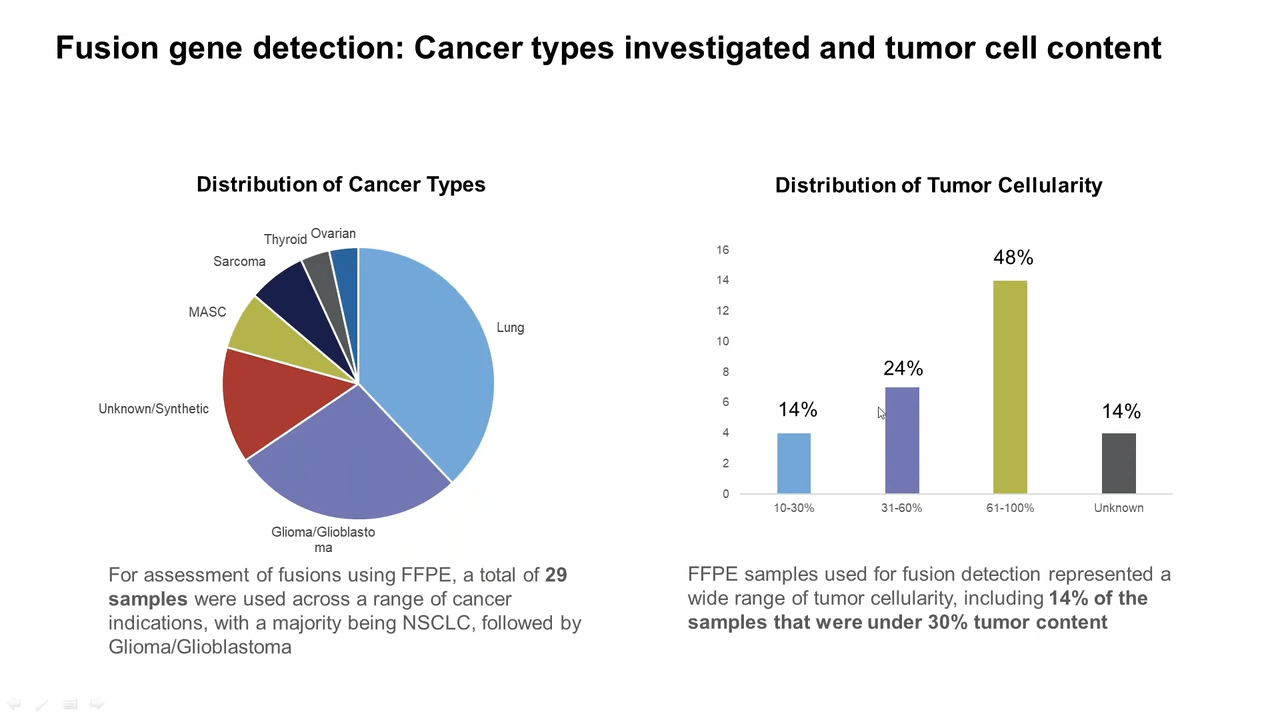 Fusion gene detection: Cancer types investigated and tumor cell content
Distribution of Cancer Types
Thyroid
Ovarian
Sarcoma
MASC
Lung
Unknown/Synthetic
Glioma/Glioblasto
ma
For assessment of fusions using FFPE, a total of 29
samples were used across a range of cancer
indications, with a majority being NSCLC, followed by
Glioma/Glioblastoma
Distribution of Tumor Cellularity
16
14
12
10
8
6
4
2
0
14%
24%
48%
14%
10-30%
31-60%
61-100%
Unknown
FFPE samples used for fusion detection represented a
wide range of tumor cellularity, including 14% of the
samples that were under 30% tumor content